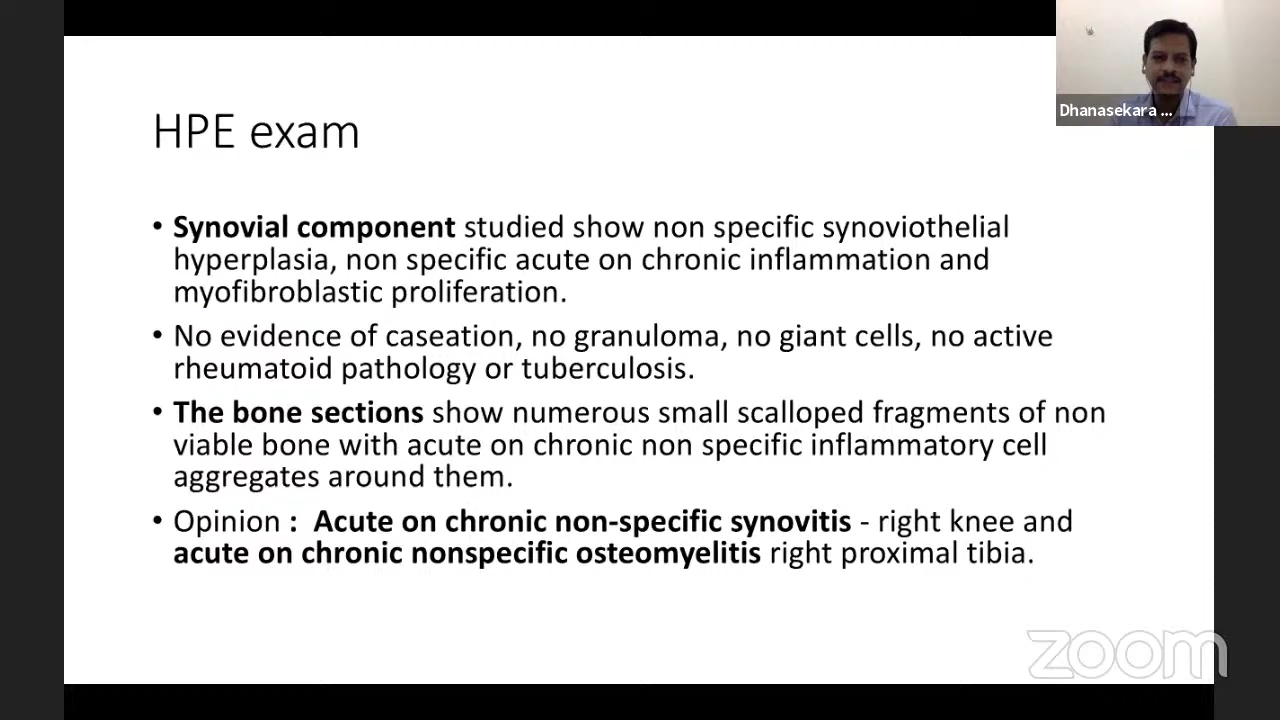 Dhanasekara ...
HPE exam
• Synovial component studied show non specific synoviothelial
hyperplasia, non specific acute on chronic inflammation and
myofibroblastic proliferation.
• No evidence of caseation, no granuloma, no giant cells, no active
rheumatoid pathology or tuberculosis.
• The bone sections show numerous small scalloped fragments of non
viable bone with acute on chronic non specific inflammatory cell
aggregates around them.
• Opinion : Acute on chronic non-specific synovitis - right knee and
acute on chronic nonspecific osteomyelitis right proximal tibia.
zoom